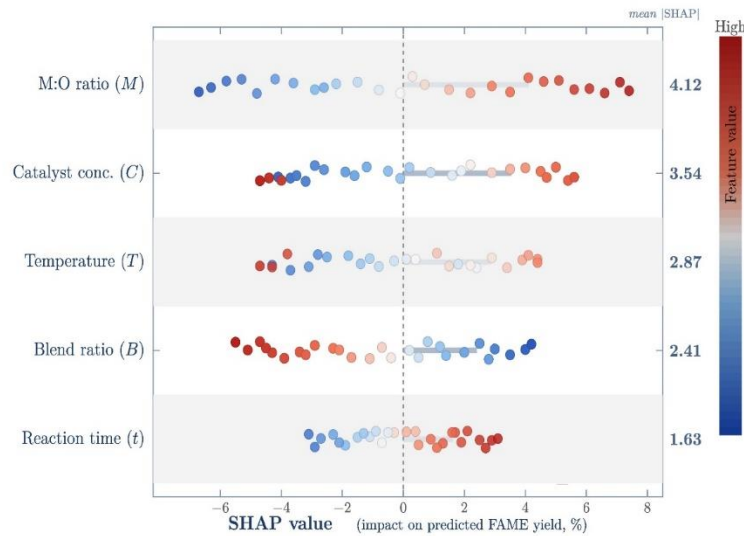 mean |SHAP|
High
M:O ratio (M) 4.12
Catalyst conc. (C) 3.54
Temperature (T) 2.87
Blend ratio (B) 2.41
Reaction time (t) 1.63
Feature value
−6 −4 −2 0 2 4 6 8
SHAP value (impact on predicted FAME yield, %)